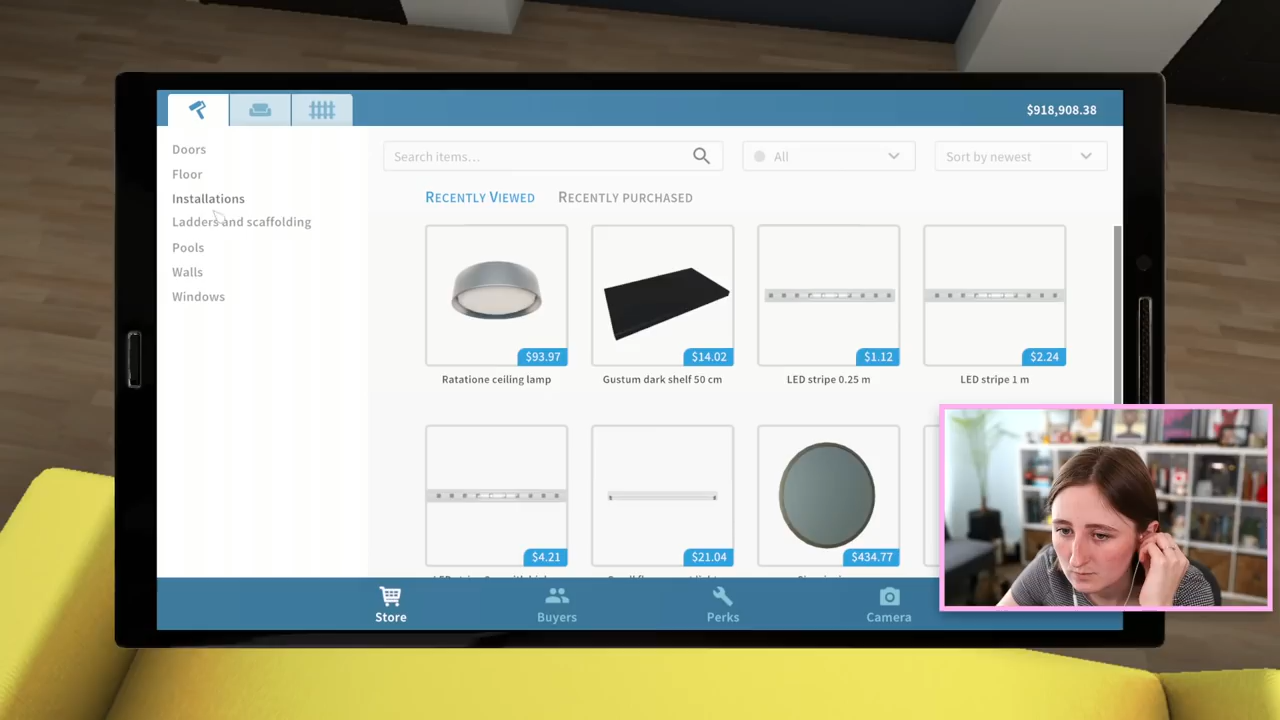 $918,908.38
Doors
Floor
Installations
Ladders and scaffolding
Pools
Walls
Windows
Search items...
All
Sort by newest
RECENTLY VIEWED
RECENTLY PURCHASED
$93.97
$14.02
$1.12
$2.24
Ratatione ceiling lamp
Gustum dark shelf 50 cm
LED stripe 0.25 m
LED stripe 1 m
$4.21
$21.04
$434.77
Store
Buyers
Perks
Camera